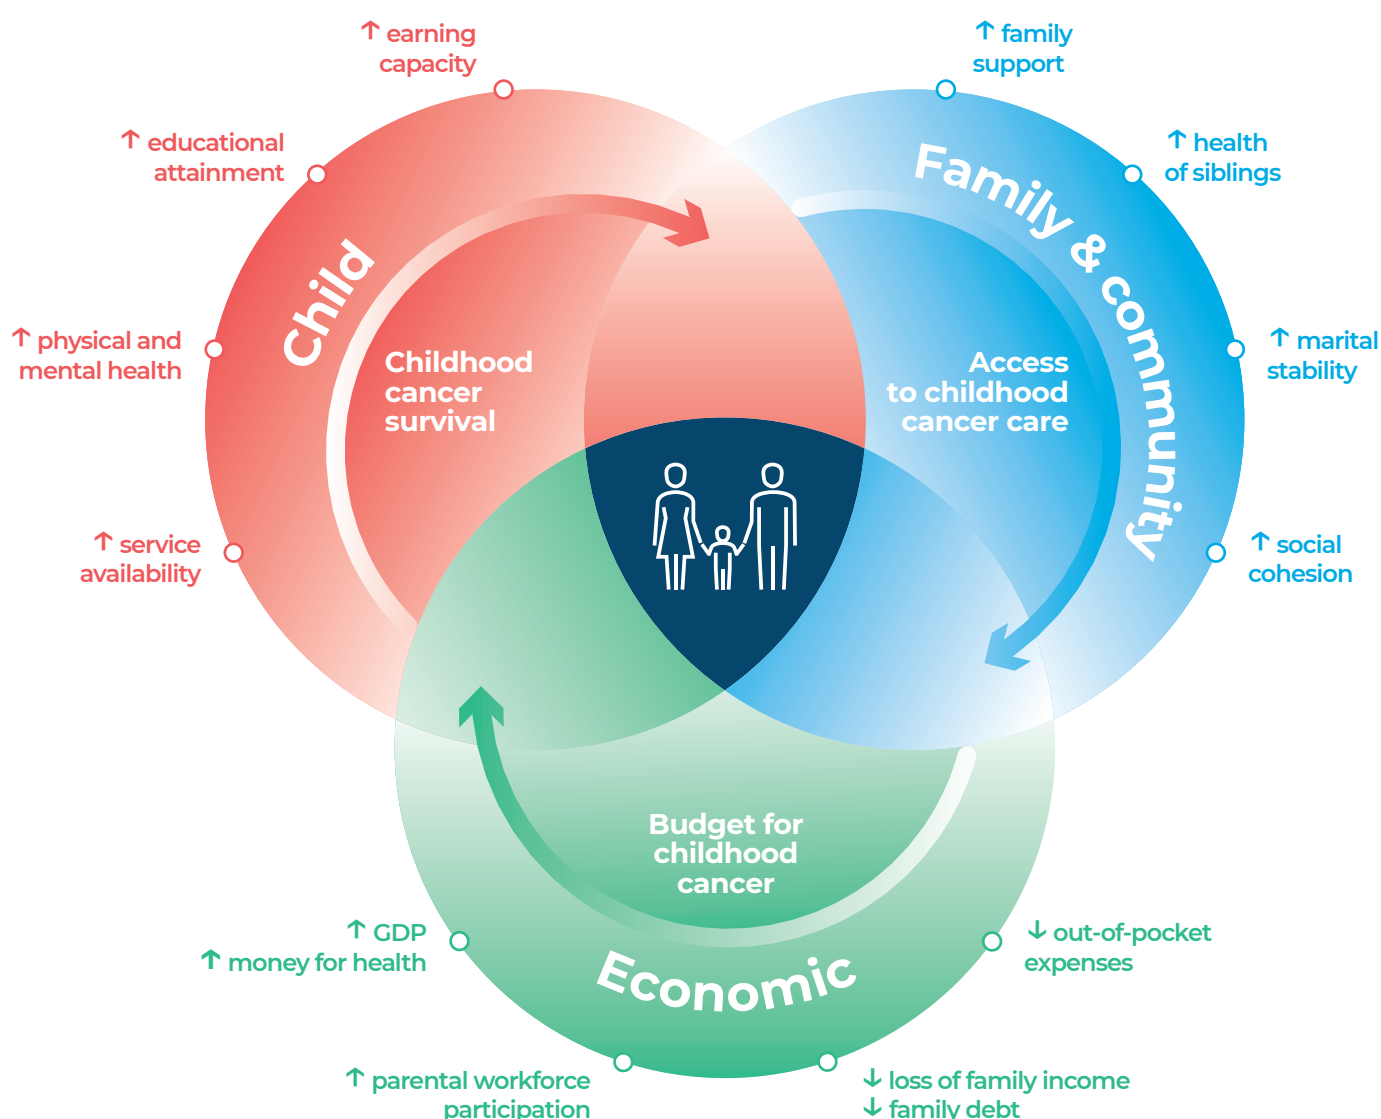 ↑ earning
capacity
↑ educational
attainment
↑ physical and
mental health
↑ service
availability
Child
Childhood
cancer
survival
↑ family
support
↑ health
of siblings
↑ marital
stability
↑ social
cohesion
Family & community
Access
to childhood
cancer care
Budget for
childhood
cancer
Economic
↑ GDP
↑ money for health
↑ parental workforce
participation
↓ out-of-pocket
expenses
↓ loss of family income
↓ family debt